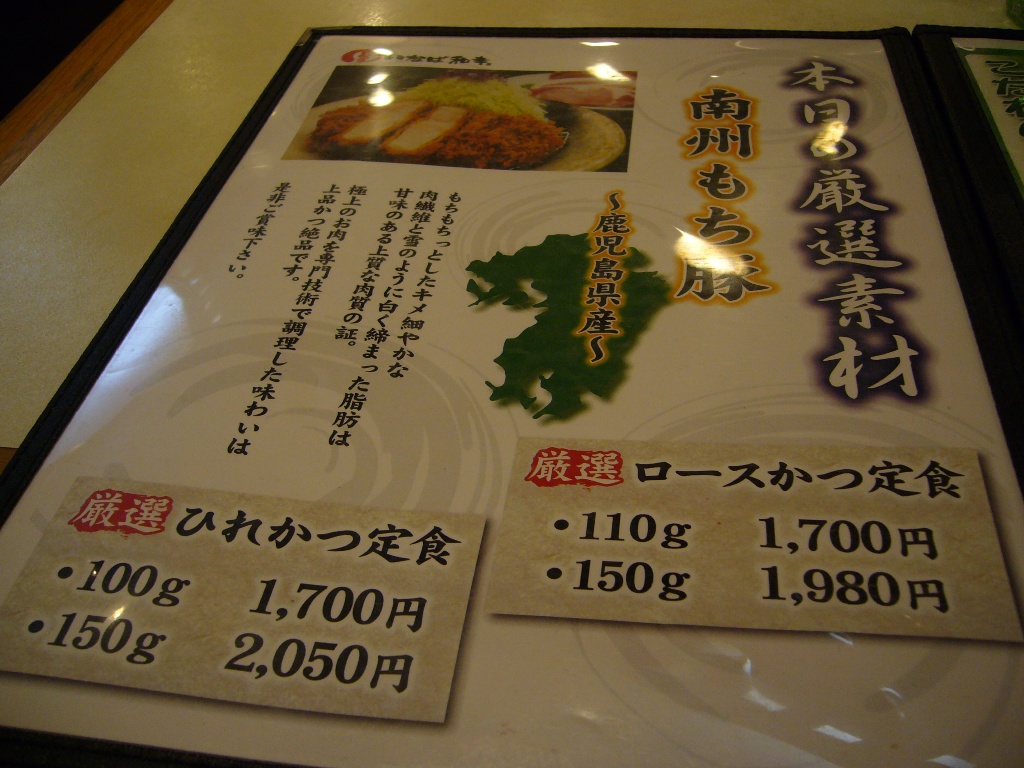 いなば和幸
本日の厳選素材
南州もち豚
〜鹿児島県産〜
もちもちっとしたキメ細やかな
肉繊維と雪のように白く締まった脂肪は
甘味のある上質な肉質の証。
極上のお肉を専門技術で調理した味わいは
上品かつ絶品です。
是非ご賞味下さい。
厳選 ロースかつ定食
•110g 1,700円
•150g 1,980円
厳選 ひれかつ定食
•100g 1,700円
•150g 2,050円